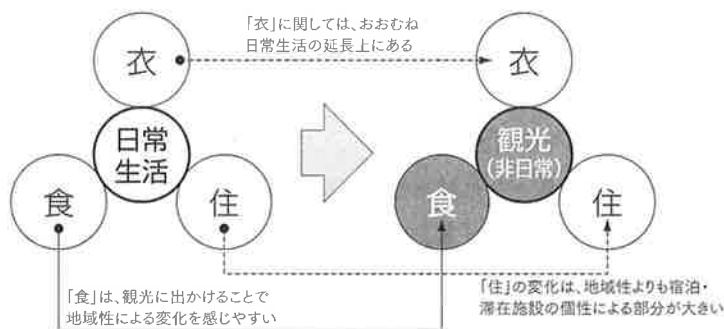 「衣」に関しては、おおむね
日常生活の延長上にある
衣
衣
日常
生活
観光
(非日常)
食
住
食
住
「食」は、観光に出かけることで
地域性による変化を感じやすい
「住」の変化は、地域性よりも宿泊・
滞在施設の個性による部分が大きい